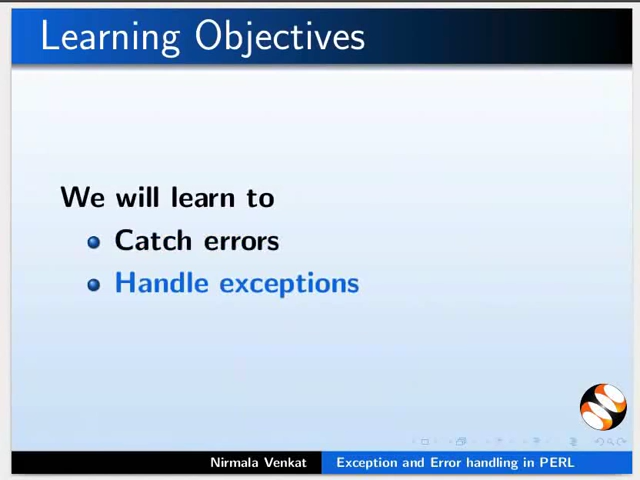 Learning Objectives
We will learn to
Catch errors
Handle exceptions
Nirmala Venkat
Exception and Error handling in PERL